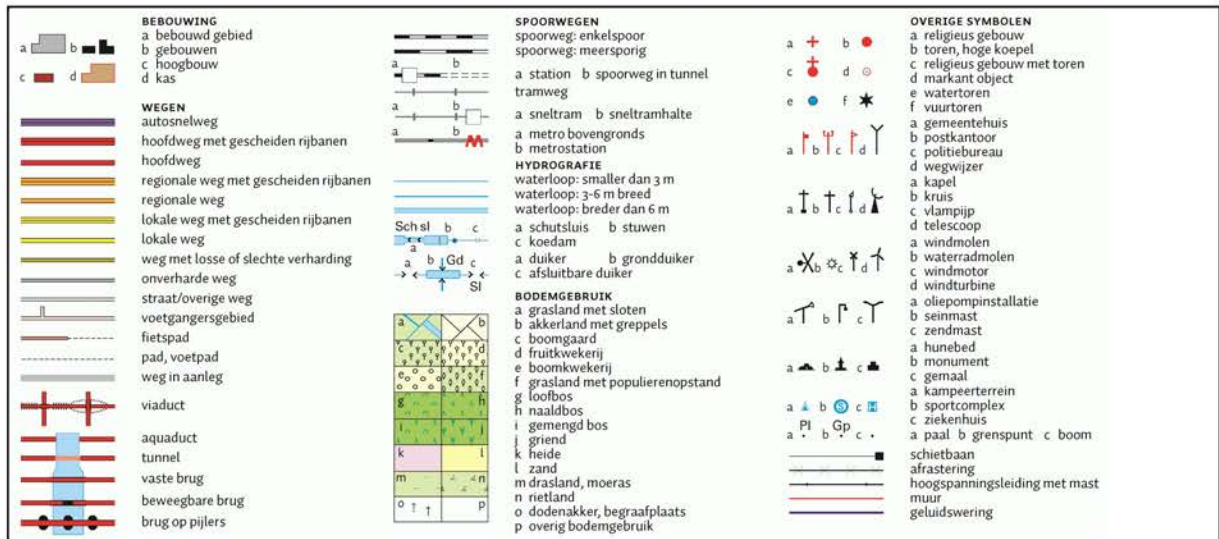 BEBOUWING
a bebouwd gebied
a b
b gebouwen
c hoogbouw
c d
d kas
WEGEN
autosnelweg
hoofdweg met gescheiden rijbanen
hoofdweg
regionale weg met gescheiden rijbanen
regionale weg
lokale weg met gescheiden rijbanen
lokale weg
weg met losse of slechte verharding
onverharde weg
straat/overige weg
voetgangersgebied
fietspad
pad, voetpad
weg in aanleg
viaduct
aquaduct
tunnel
vaste brug
beweegbare brug
brug op pijlers
SPOORWEGEN
spoorweg: enkelspoor
spoorweg: meersporig
a b
a station b spoorweg in tunnel
tramweg
a b
a sneltram b sneltramhalte
a b
a metro bovengronds
b metrostation
HYDROGRAFIE
waterloop: smaller dan 3 m
waterloop: 3-6 m breed
waterloop: breder dan 6 m
Sch sl b c
a
a schutsluis b stuwen
c koedam
a b Gd c
Sl
a duiker b grondduiker
c afsluitbare duiker
BODEMGEBRUIK
a b
c d
e f
g h
i j
k l
m n
o p
a grasland met sloten
b akkerland met greppels
c boomgaard
d fruitkwekerij
e boomkwekerij
f grasland met populierenopstand
g loofbos
h naaldbos
i gemengd bos
j griend
k heide
l zand
m drasland, moeras
n rietland
o dodenakker, begraafplaats
p overig bodemgebruik
OVERIGE SYMBOLEN
a b
a religieus gebouw
b toren, hoge koepel
c d
c religieus gebouw met toren
d markant object
e f
e watertoren
f vuurtoren
a b c d
a gemeentehuis
b postkantoor
c politiebureau
d wegwijzer
a b c d
a kapel
b kruis
c vlampijp
d telescoop
a b c d
a windmolen
b waterradmolen
c windmotor
d windturbine
a b c
a oliepompinstallatie
b seinmast
c zendmast
a b c
a hunebed
b monument
c gemaal
a b S c H
a kampeerterrein
b sportcomplex
c ziekenhuis
Pl Gp
a b c
a paal b grenspunt c boom
schietbaan
afrastering
hoogspanningsleiding met mast
muur
geluidswering